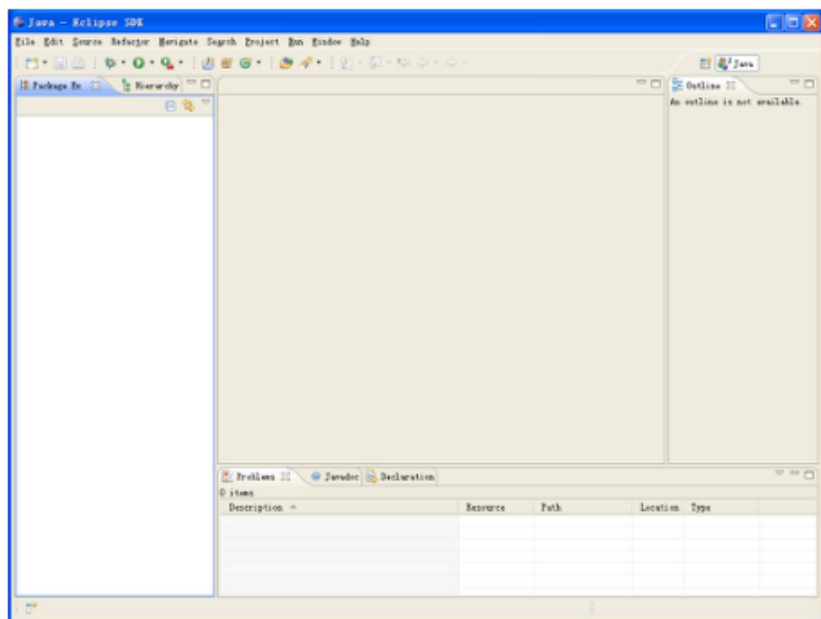 Java - Eclipse SDK
File Edit Source Refactor Navigate Search Project Run Window Help
Java
Package Ex Hierarchy
Outline
An outline is not available.
Problems Javadoc Declaration
0 items
Description Resource Path Location Type